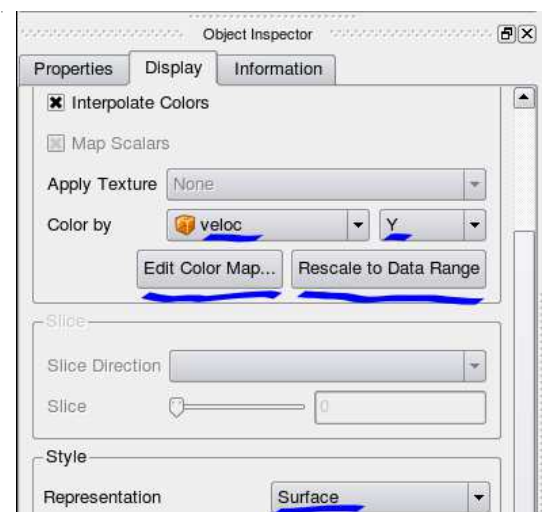 Object Inspector
Properties Display Information
Interpolate Colors
Map Scalars
Apply Texture None
Color by veloc Y
Edit Color Map... Rescale to Data Range
Slice
Slice Direction
Slice 0
Style
Representation Surface